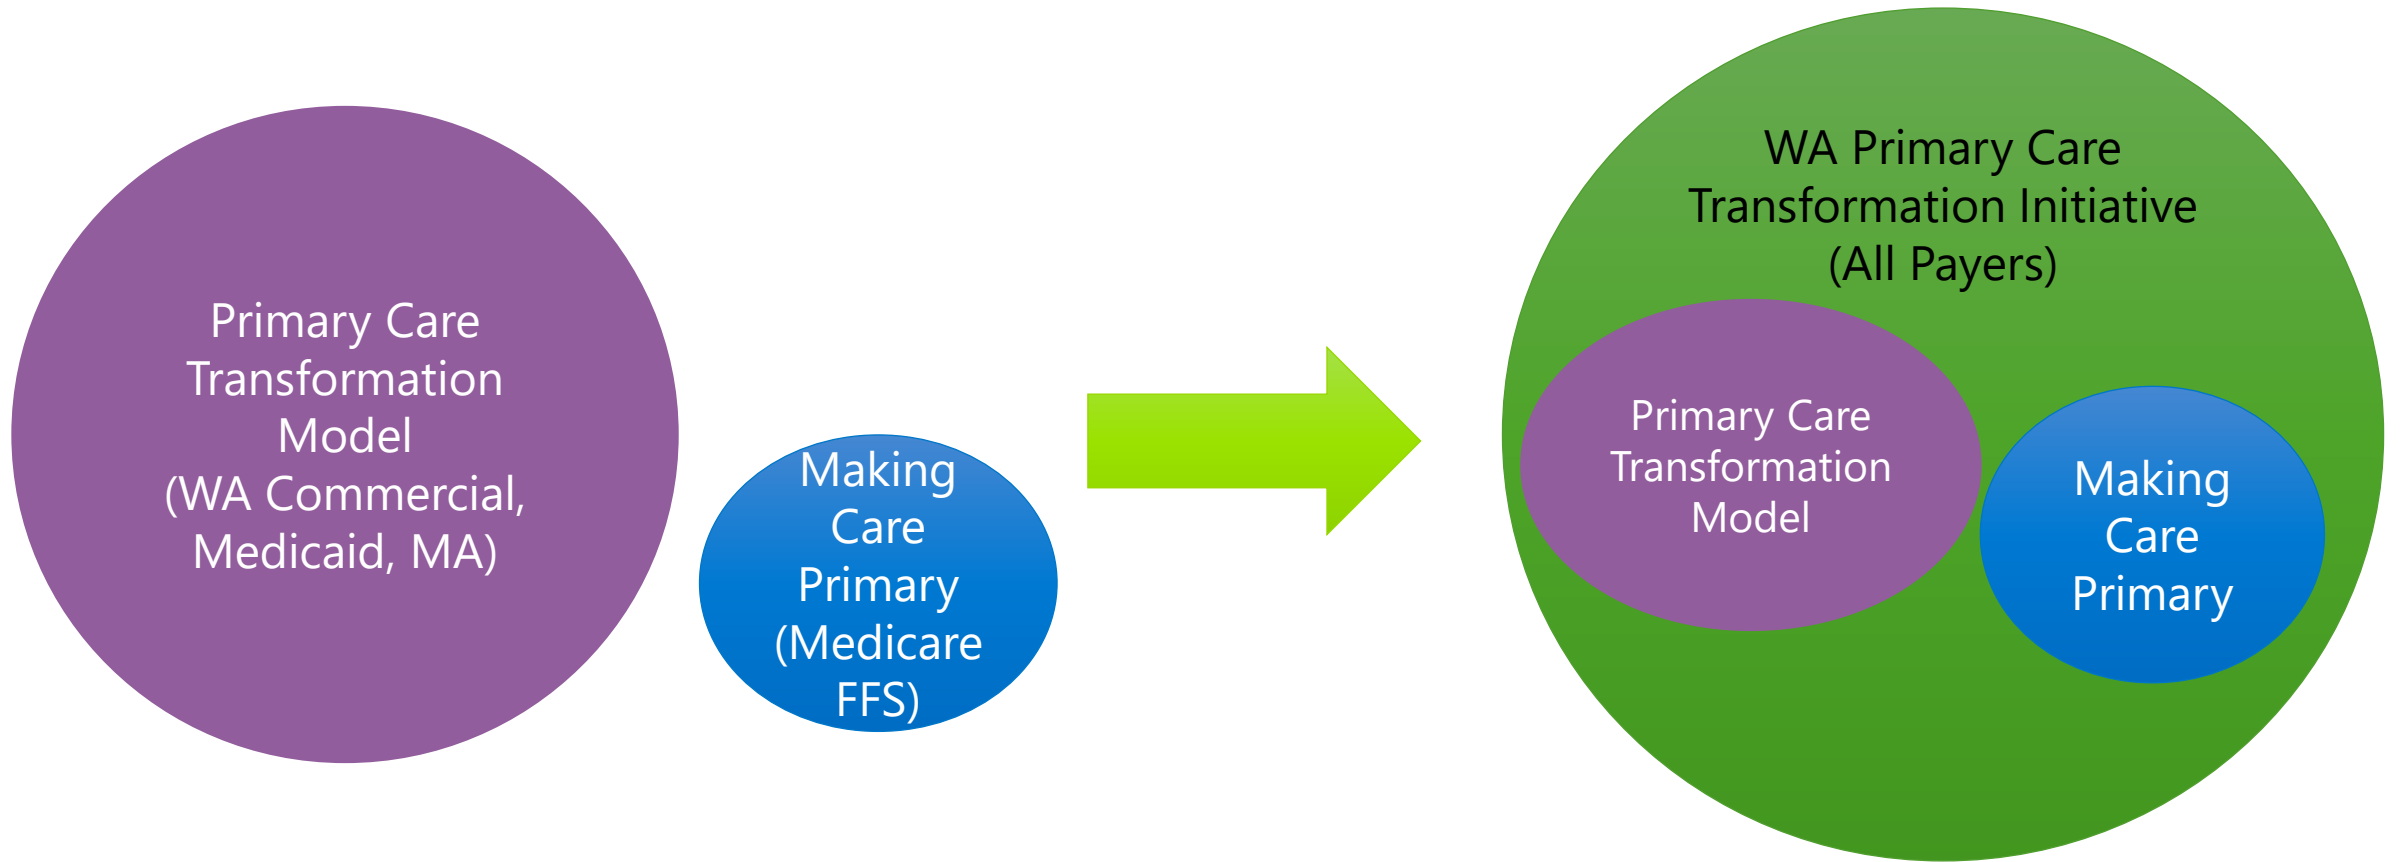 Primary Care
Transformation
Model
(WA Commercial,
Medicaid, MA)
Making
Care
Primary
(Medicare
FFS)
WA Primary Care
Transformation Initiative
(All Payers)
Primary Care
Transformation
Model
Making
Care
Primary